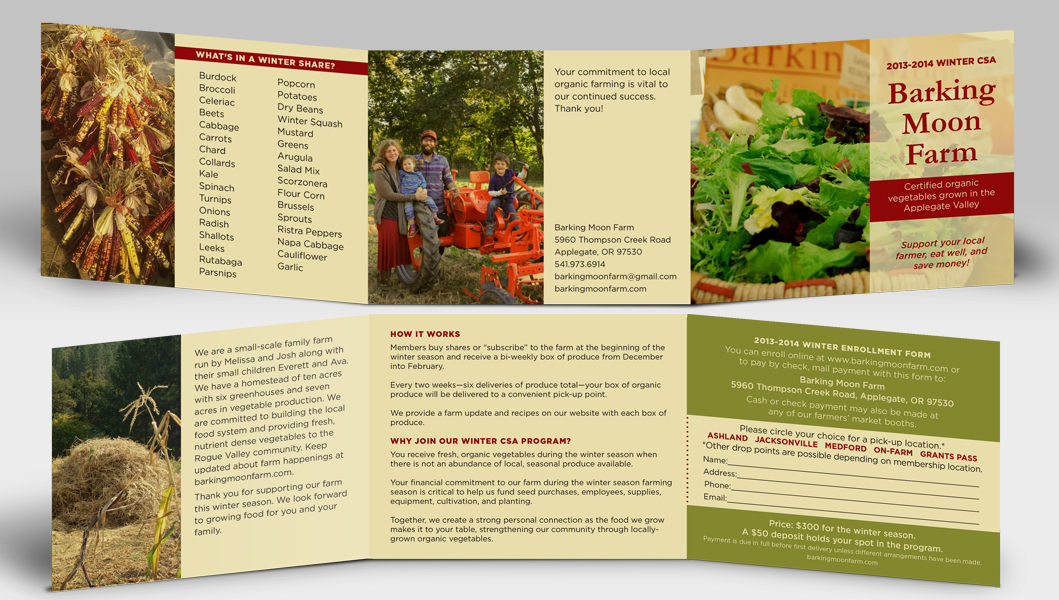 WHAT'S IN A WINTER SHARE?
Burdock
Broccoli
Celeriac
Beets
Cabbage
Carrots
Chard
Collards
Kale
Spinach
Turnips
Onions
Radish
Shallots
Leeks
Rutabaga
Parsnips
Popcorn
Potatoes
Dry Beans
Winter Squash
Mustard
Greens
Arugula
Salad Mix
Scorzonera
Flour Corn
Brussels
Sprouts
Ristra Peppers
Napa Cabbage
Cauliflower
Garlic
Your commitment to local
organic farming is vital to
our continued success.
Thank you!
Barking Moon Farm
5960 Thompson Creek Road
Applegate, OR 97530
541.973.6914
barkingmoonfarm@gmail.com
barkingmoonfarm.com
Barkin
2013-2014 WINTER CSA
Barking
Moon
Farm
Certified organic
vegetables grown in the
Applegate Valley
Support your local
farmer, eat well, and
save money!
We are a small-scale family farm
run by Melissa and Josh along with
their small children Everett and Ava.
We have a homestead of ten acres
with six greenhouses and seven
acres in vegetable production. We
are committed to building the local
food system and providing fresh,
nutrient dense vegetables to the
Rogue Valley community. Keep
updated about farm happenings at
barkingmoonfarm.com.
Thank you for supporting our farm
this winter season. We look forward
to growing food for you and your
family.
HOW IT WORKS
Members buy shares or “subscribe” to the farm at the beginning of the
winter season and receive a bi-weekly box of produce from December
into February.
Every two weeks—six deliveries of produce total—your box of organic
produce will be delivered to a convenient pick-up point.
We provide a farm update and recipes on our website with each box of
produce.
WHY JOIN OUR WINTER CSA PROGRAM?
You receive fresh, organic vegetables during the winter season when
there is not an abundance of local, seasonal produce available.
Your financial commitment to our farm during the winter season farming
season is critical to help us fund seed purchases, employees, supplies,
equipment, cultivation, and planting.
Together, we create a strong personal connection as the food we grow
makes it to your table, strengthening our community through locally-
grown organic vegetables.
2013-2014 WINTER ENROLLMENT FORM
You can enroll online at www.barkingmoonfarm.com or
to pay by check, mail payment with this form to:
Barking Moon Farm
5960 Thompson Creek Road, Applegate, OR 97530
Cash or check payment may also be made at
any of our farmers' market booths.
Please circle your choice for a pick-up location.*
ASHLAND JACKSONVILLE MEDFORD ON-FARM GRANTS PASS
*Other drop points are possible depending on membership location.
Name:
Address:
Phone:
Email:
Price: $300 for the winter season.
A $50 deposit holds your spot in the program.
Payment is due in full before first delivery unless different arrangements have been made.
barkingmoonfarm.com